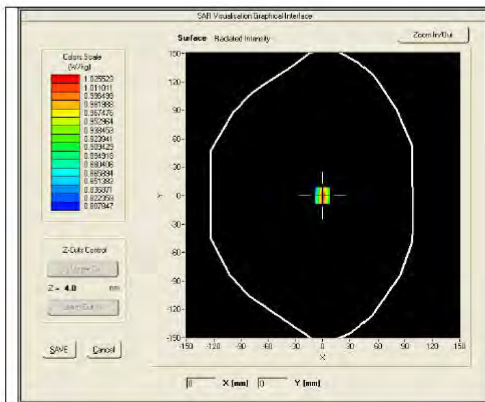 SAR Visualisation Graphical Interface
Surface Radiated Intensity
Zoom In/Out
Colors Scale
(W/kg)
1.025523
1.011011
0.996499
0.981988
0.967476
0.952964
0.938453
0.923941
0.909429
0.894918
0.880406
0.865894
0.851382
0.836871
0.822359
0.807847
150
120
90
60
30
0
-30
-60
-90
-120
-150
Y
-150 -120 -90 -60 -30 0 30 60 90 120 150
X
Z-Cuts Control
Z = 4.0 mm
SAVE Cancel
0 X (mm) 0 Y (mm)